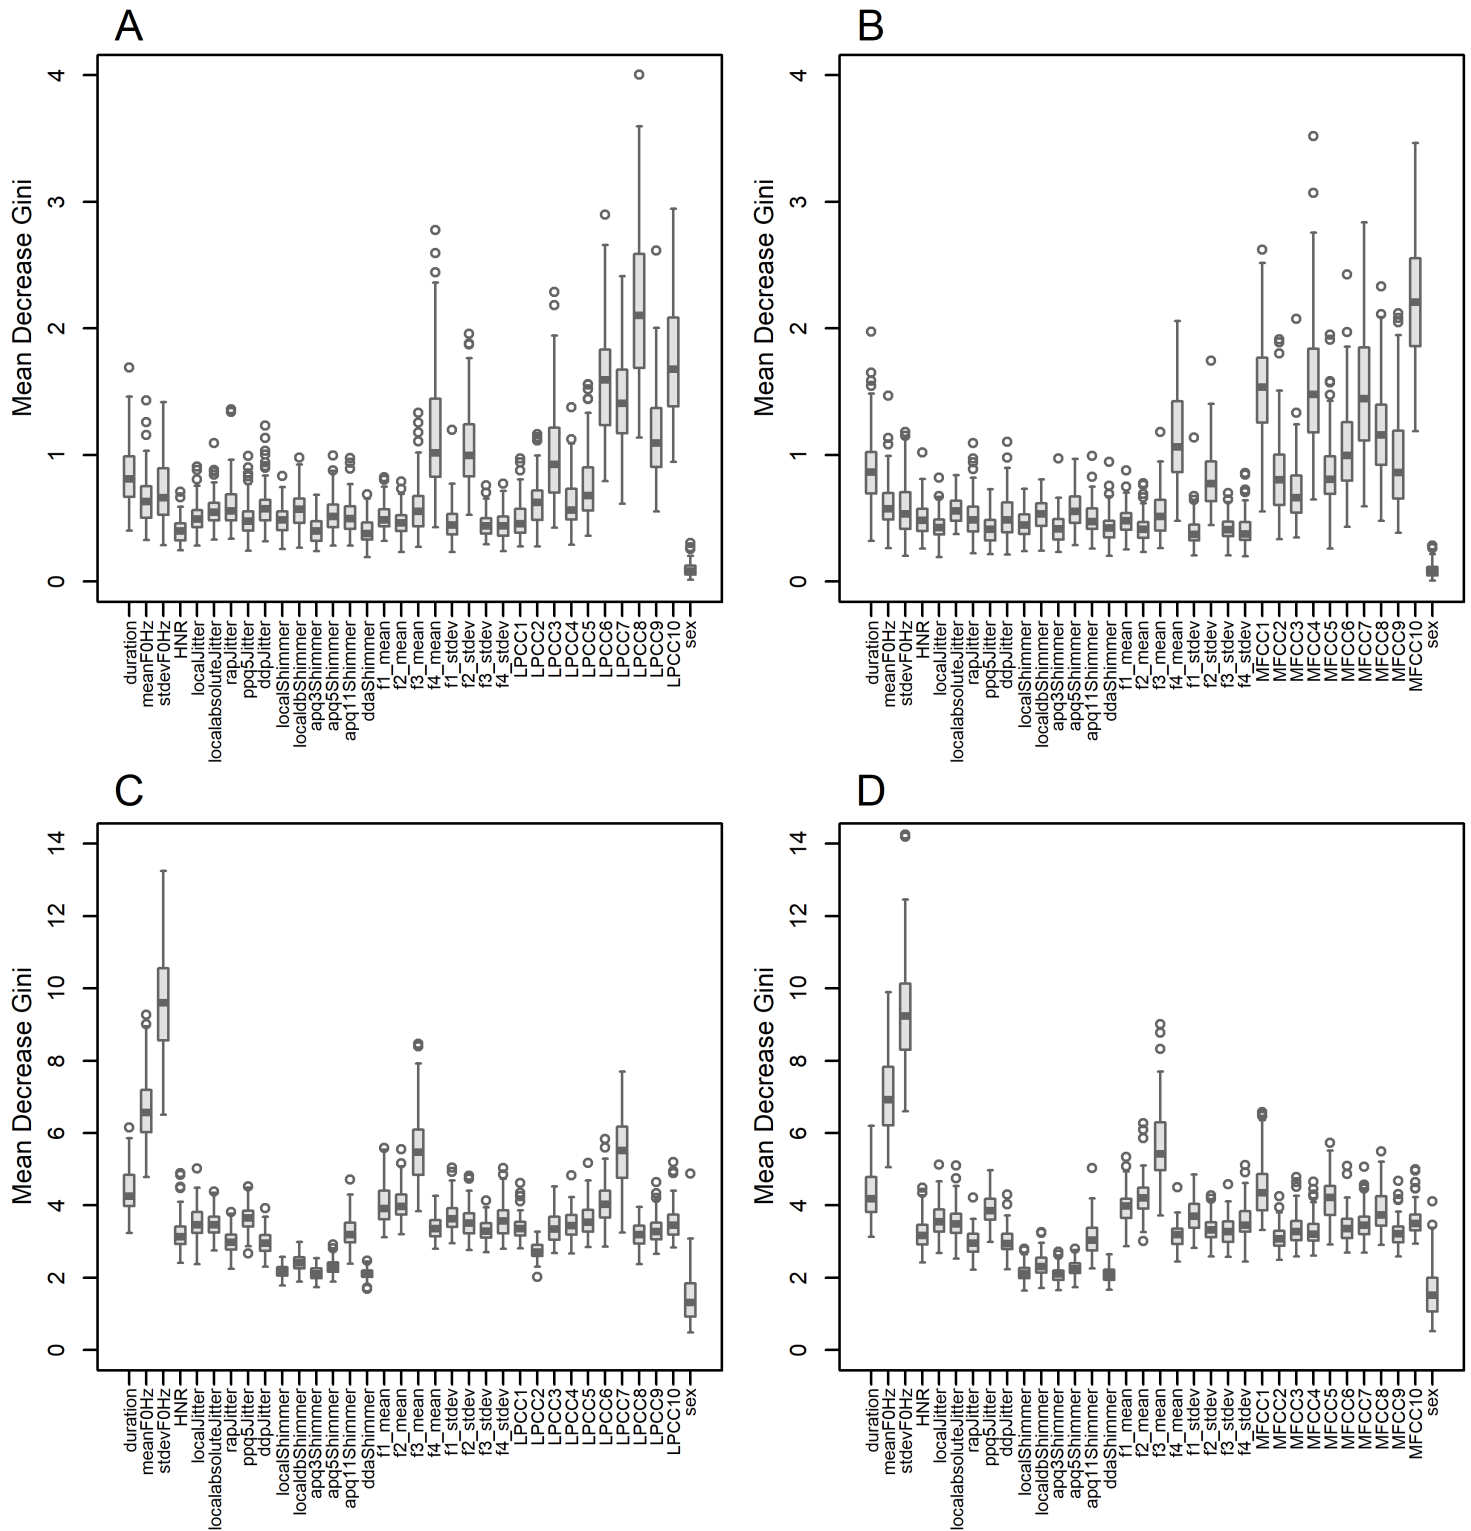 A
Mean Decrease Gini
4
3
2
1
0
duration
meanF0Hz
stdevF0Hz
HNR
localJitter
localabsoluteJitter
rapJitter
ppq5Jitter
ddpJitter
localShimmer
localdbShimmer
apq3Shimmer
apq5Shimmer
apq11Shimmer
ddaShimmer
f1_mean
f2_mean
f3_mean
f4_mean
f1_stdev
f2_stdev
f3_stdev
f4_stdev
LPCC1
LPCC2
LPCC3
LPCC4
LPCC5
LPCC6
LPCC7
LPCC8
LPCC9
LPCC10
sex
B
Mean Decrease Gini
4
3
2
1
0
duration
meanF0Hz
stdevF0Hz
HNR
localJitter
localabsoluteJitter
rapJitter
ppq5Jitter
ddpJitter
localShimmer
localdbShimmer
apq3Shimmer
apq5Shimmer
apq11Shimmer
ddaShimmer
f1_mean
f2_mean
f3_mean
f4_mean
f1_stdev
f2_stdev
f3_stdev
f4_stdev
MFCC1
MFCC2
MFCC3
MFCC4
MFCC5
MFCC6
MFCC7
MFCC8
MFCC9
MFCC10
sex
C
Mean Decrease Gini
14
12
10
8
6
4
2
0
duration
meanF0Hz
stdevF0Hz
HNR
localJitter
localabsoluteJitter
rapJitter
ppq5Jitter
ddpJitter
localShimmer
localdbShimmer
apq3Shimmer
apq5Shimmer
apq11Shimmer
ddaShimmer
f1_mean
f2_mean
f3_mean
f4_mean
f1_stdev
f2_stdev
f3_stdev
f4_stdev
LPCC1
LPCC2
LPCC3
LPCC4
LPCC5
LPCC6
LPCC7
LPCC8
LPCC9
LPCC10
sex
D
Mean Decrease Gini
14
12
10
8
6
4
2
0
duration
meanF0Hz
stdevF0Hz
HNR
localJitter
localabsoluteJitter
rapJitter
ppq5Jitter
ddpJitter
localShimmer
localdbShimmer
apq3Shimmer
apq5Shimmer
apq11Shimmer
ddaShimmer
f1_mean
f2_mean
f3_mean
f4_mean
f1_stdev
f2_stdev
f3_stdev
f4_stdev
MFCC1
MFCC2
MFCC3
MFCC4
MFCC5
MFCC6
MFCC7
MFCC8
MFCC9
MFCC10
sex